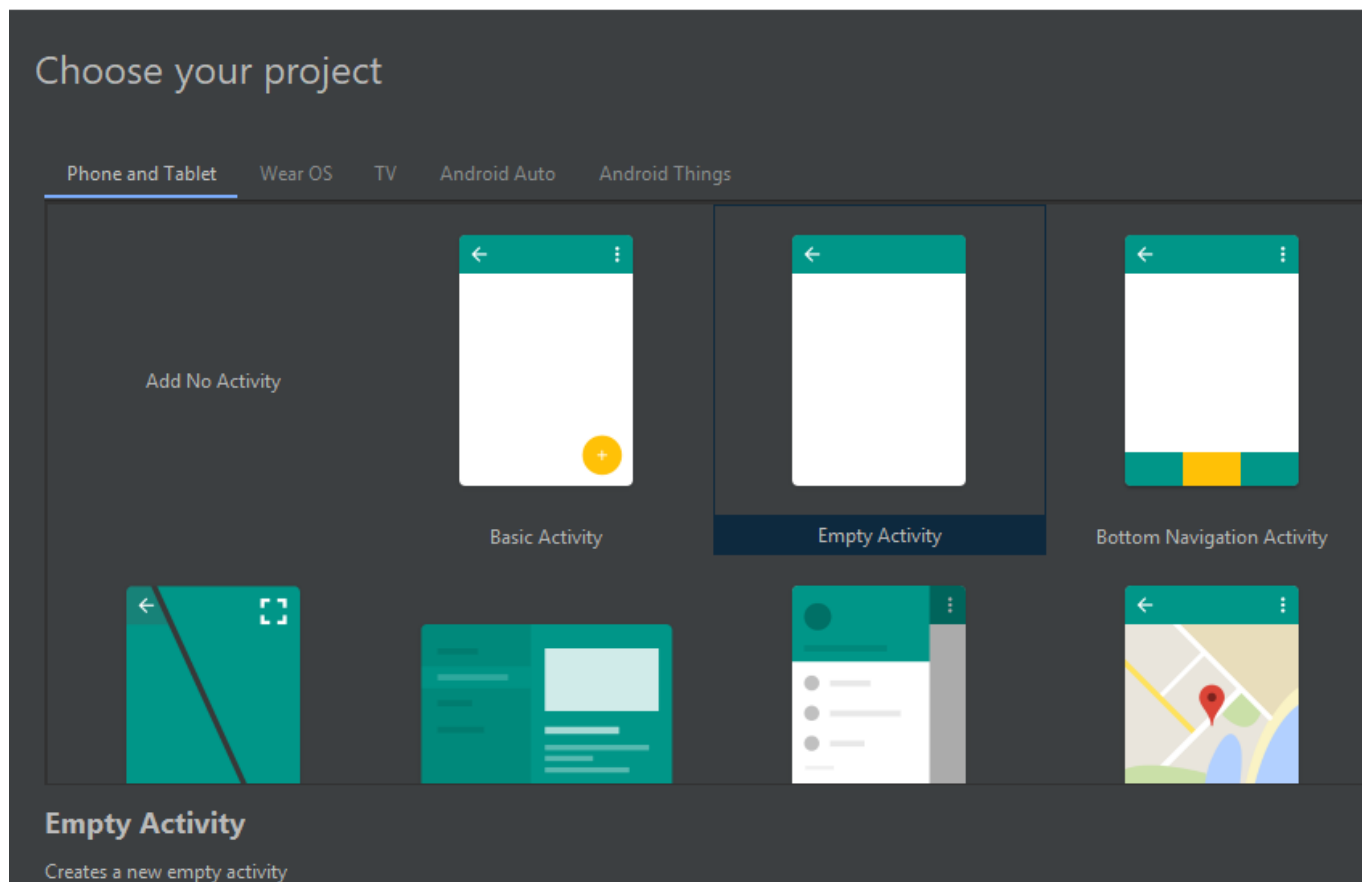 Choose your project
Phone and Tablet Wear OS TV Android Auto Android Things
Add No Activity
Basic Activity Empty Activity Bottom Navigation Activity
Empty Activity
Creates a new empty activity